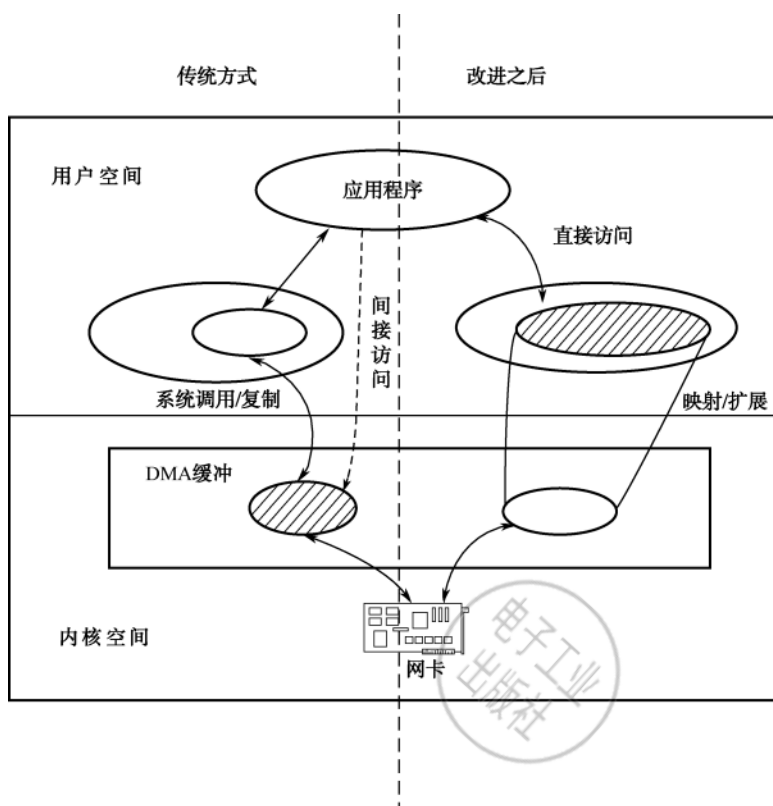 传统方式
改进之后
用户空间
应用程序
直接访问
间接访问
系统调用/复制
映射/扩展
DMA缓冲
内核空间
网卡
电子工业
出版社